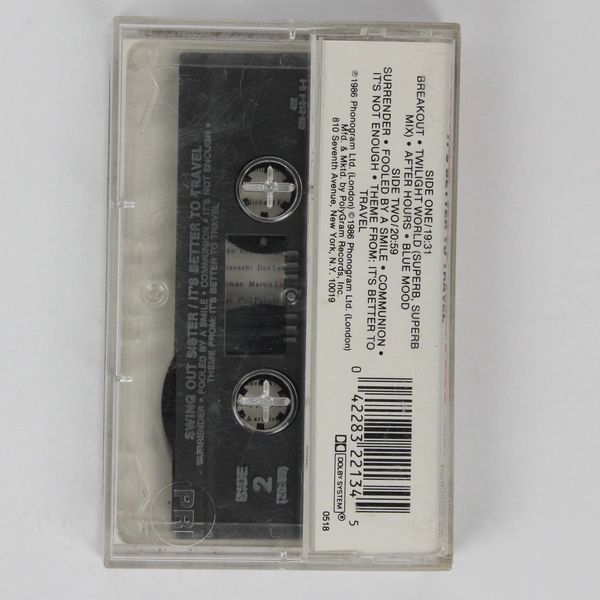 SIDE ONE/19:31
BREAKOUT • TWILIGHT WORLD (SUPERB, SUPERB
MIX) • AFTER HOURS • BLUE MOOD
SIDE TWO/20:59
SURRENDER • FOOLED BY A SMILE • COMMUNION •
IT'S NOT ENOUGH • THEME FROM: IT'S BETTER TO
TRAVEL
℗1986 Phonogram Ltd. (London) ©1986 Phonogram Ltd. (London)
Mfd. & Mktd. by PolyGram Records, Inc.
810 Seventh Avenue, New York, N.Y. 10019
0 42283 22134 5
DOLBY SYSTEM ®
0518
SWING OUT SISTER / IT'S BETTER TO TRAVEL
SURRENDER • FOOLED BY A SMILE • COMMUNION • IT'S NOT ENOUGH •
THEME FROM: IT'S BETTER TO TRAVEL
SIDE
2
PRI
IT'S BETTER TO TRAVEL